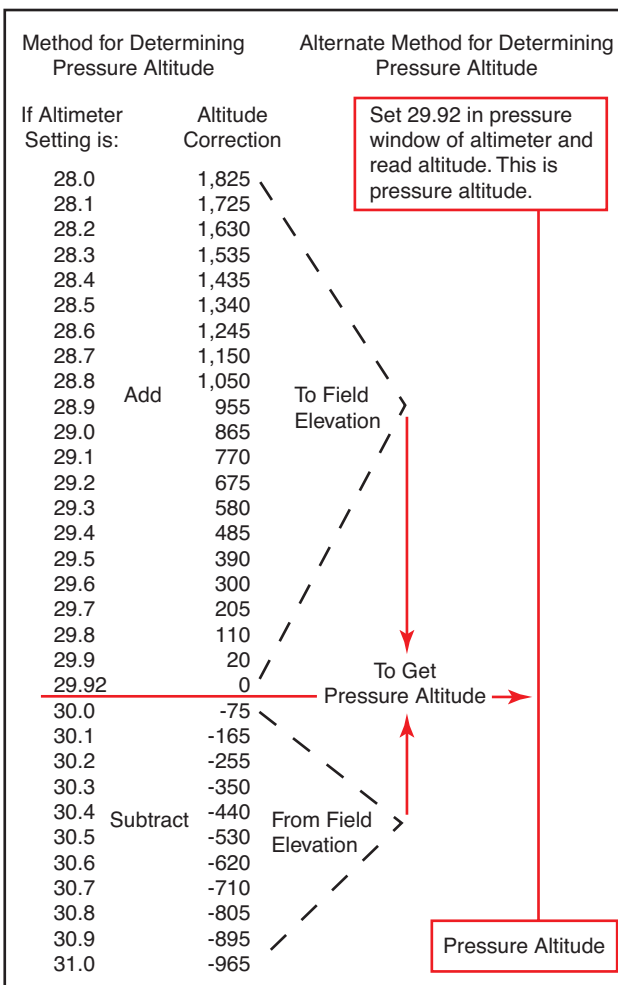 Method for Determining
Pressure Altitude
Alternate Method for Determining
Pressure Altitude
If Altimeter
Setting is:
Altitude
Correction
Set 29.92 in pressure
window of altimeter and
read altitude. This is
pressure altitude.
28.0 1,825
28.1 1,725
28.2 1,630
28.3 1,535
28.4 1,435
28.5 1,340
28.6 1,245
28.7 1,150
28.8 1,050
Add
28.9 955
To Field
Elevation
29.0 865
29.1 770
29.2 675
29.3 580
29.4 485
29.5 390
29.6 300
29.7 205
29.8 110
29.9 20
29.92 0
To Get
Pressure Altitude
30.0 -75
30.1 -165
30.2 -255
30.3 -350
30.4 -440
Subtract
From Field
Elevation
30.5 -530
30.6 -620
30.7 -710
30.8 -805
30.9 -895
31.0 -965
Pressure Altitude